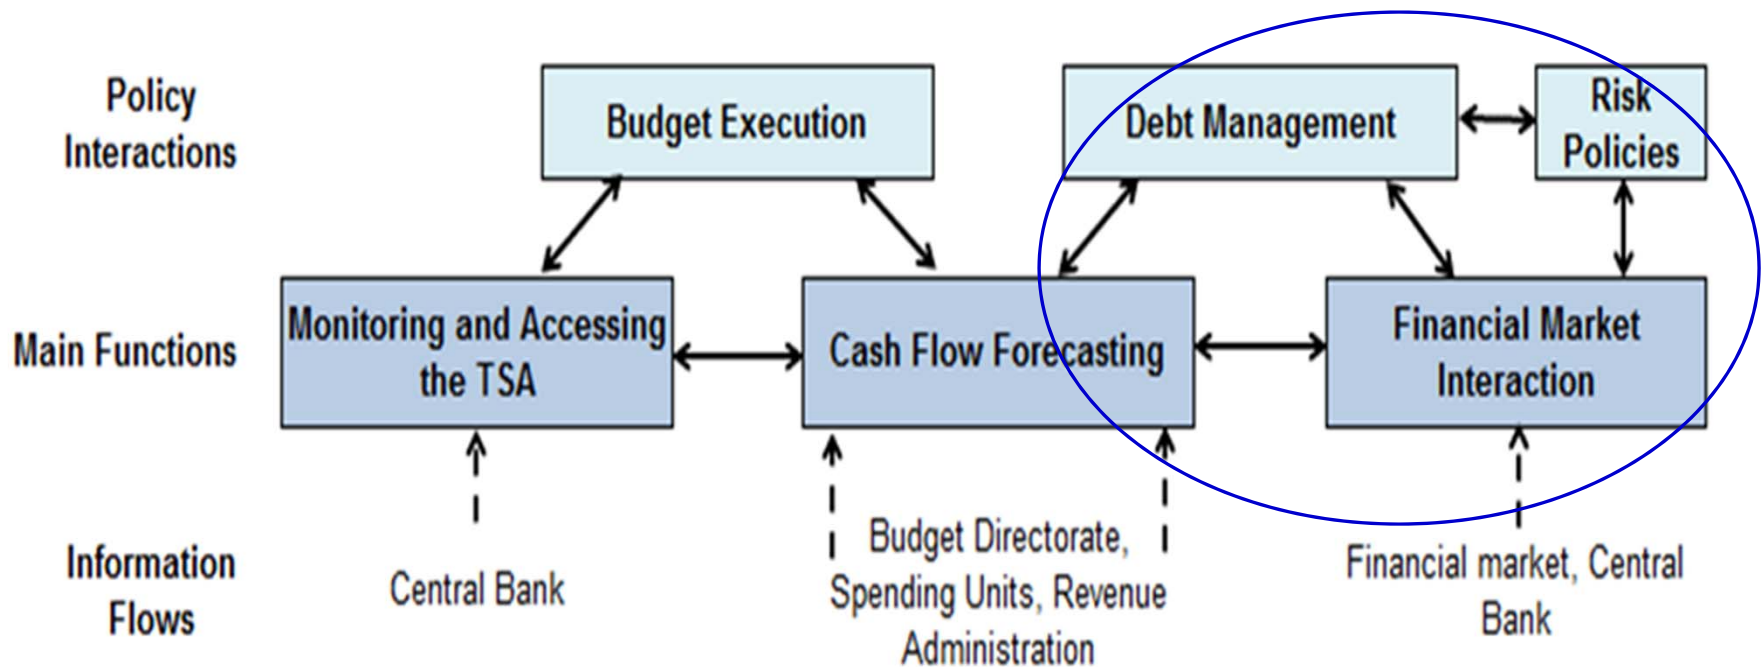 Policy
Interactions
Budget Execution
Debt Management
Risk
Policies
Main Functions
Monitoring and Accessing
the TSA
Cash Flow Forecasting
Financial Market
Interaction
Information
Flows
Central Bank
Budget Directorate,
Spending Units, Revenue
Administration
Financial market, Central
Bank